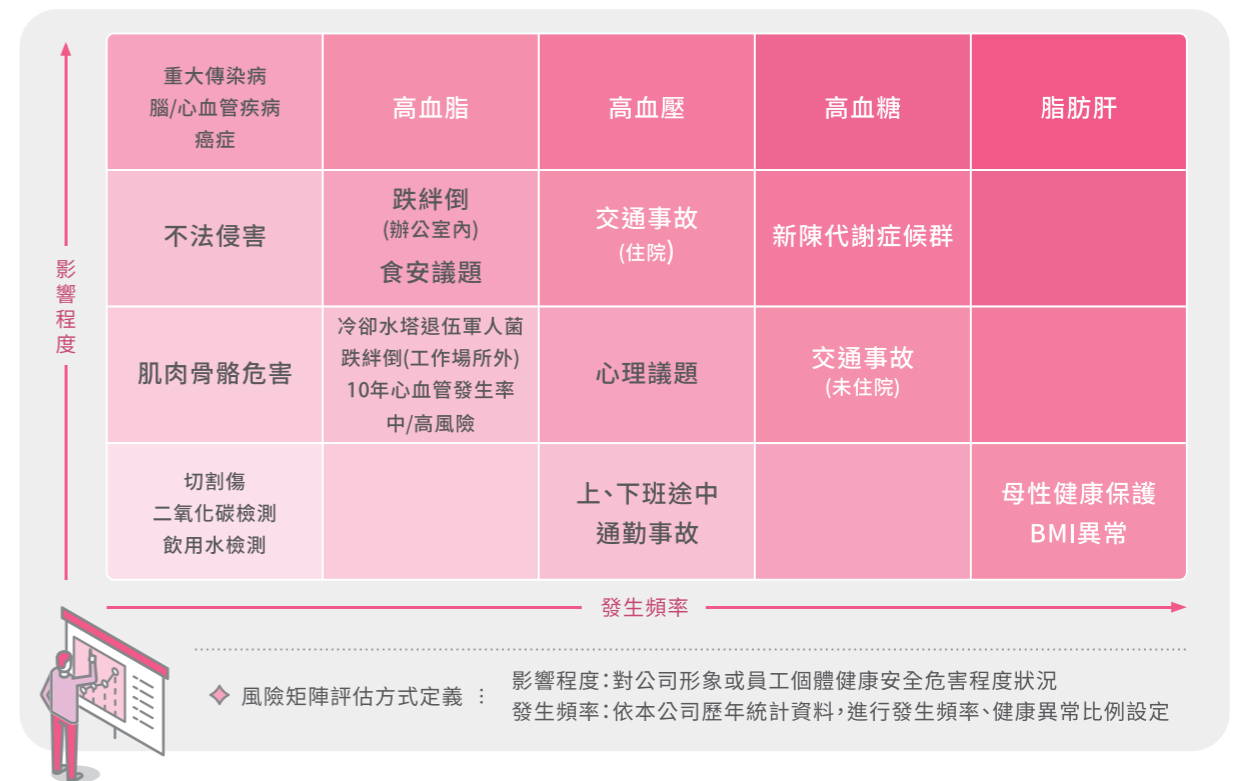 重大傳染病
腦/心血管疾病
癌症
高血脂
高血壓
高血糖
脂肪肝
不法侵害
跌絆倒
(辦公室內)
食安議題
交通事故
(住院)
新陳代謝症候群
影響程度
肌肉骨骼危害
冷卻水塔退伍軍人菌
跌絆倒(工作場所外)
10年心血管發生率
中/高風險
心理議題
交通事故
(未住院)
切割傷
二氧化碳檢測
飲用水檢測
上、下班途中
通勤事故
母性健康保護
BMI異常
發生頻率
風險矩陣評估方式定義：
影響程度：對公司形象或員工個體健康安全危害程度狀況
發生頻率：依本公司歷年統計資料，進行發生頻率、健康異常比例設定